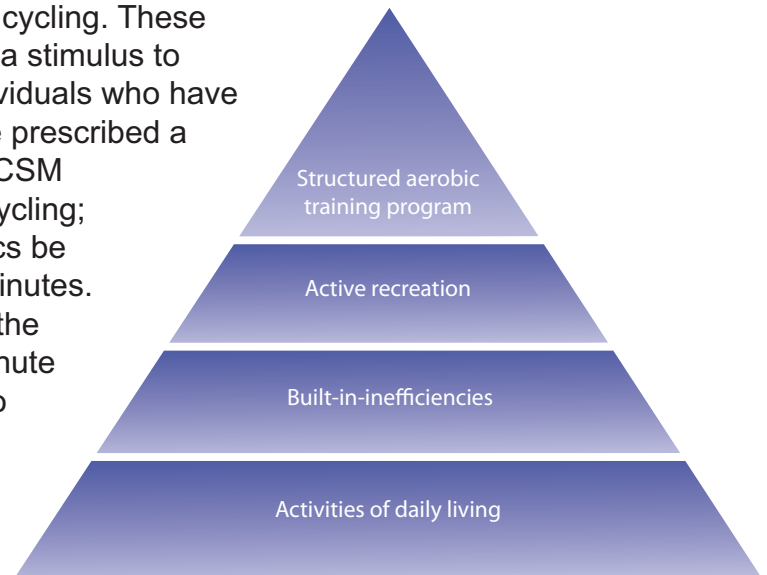 cycling. These
a stimulus to
viduals who have
prescribed a
CSM
ycling;
cs be
inutes.
the
nute
Structured aerobic
training program
Active recreation
Built-in-inefficiencies
Activities of daily living